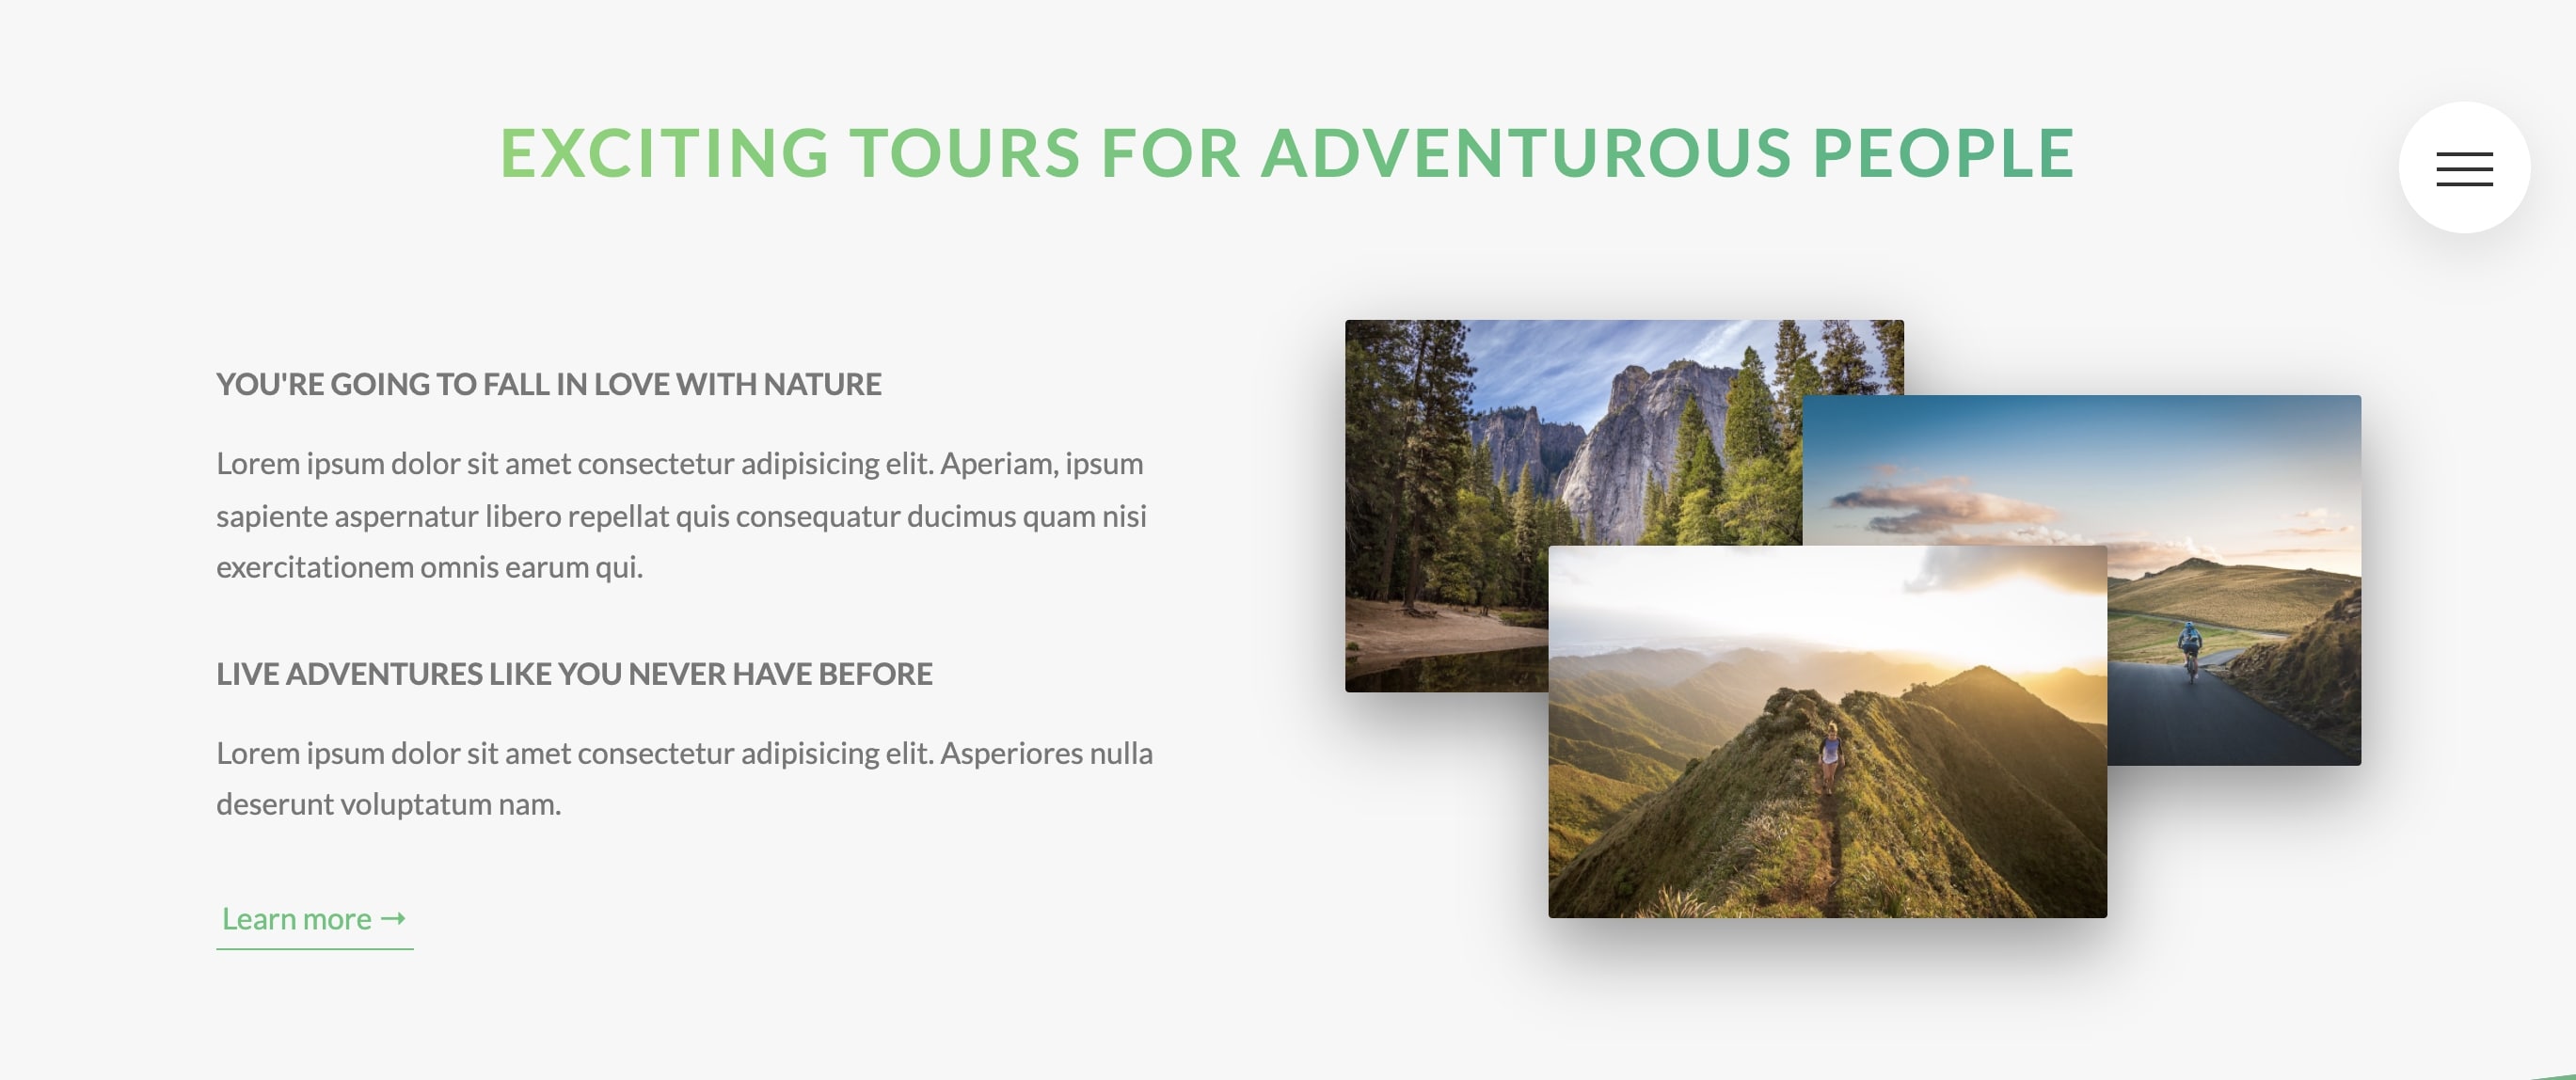 EXCITING TOURS FOR ADVENTUROUS PEOPLE
YOU'RE GOING TO FALL IN LOVE WITH NATURE
Lorem ipsum dolor sit amet consectetur adipisicing elit. Aperiam, ipsum
sapiente aspernatur libero repellat quis consequatur ducimus quam nisi
exercitationem omnis earum qui.
LIVE ADVENTURES LIKE YOU NEVER HAVE BEFORE
Lorem ipsum dolor sit amet consectetur adipisicing elit. Asperiores nulla
deserunt voluptatum nam.
Learn more →